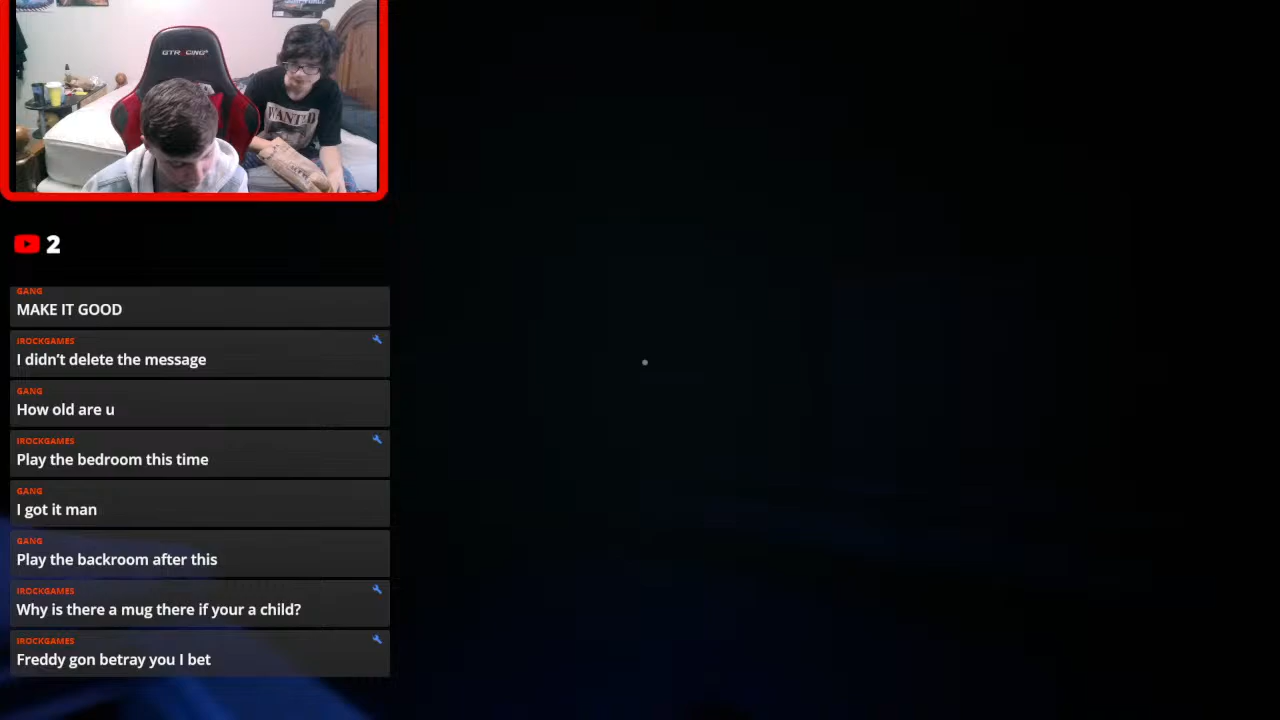 GTRACING
WANTED
2
GANG
MAKE IT GOOD
IROCKGAMES
I didn't delete the message
GANG
How old are u
IROCKGAMES
Play the bedroom this time
GANG
I got it man
GANG
Play the backroom after this
IROCKGAMES
Why is there a mug there if your a child?
IROCKGAMES
Freddy gon betray you I bet